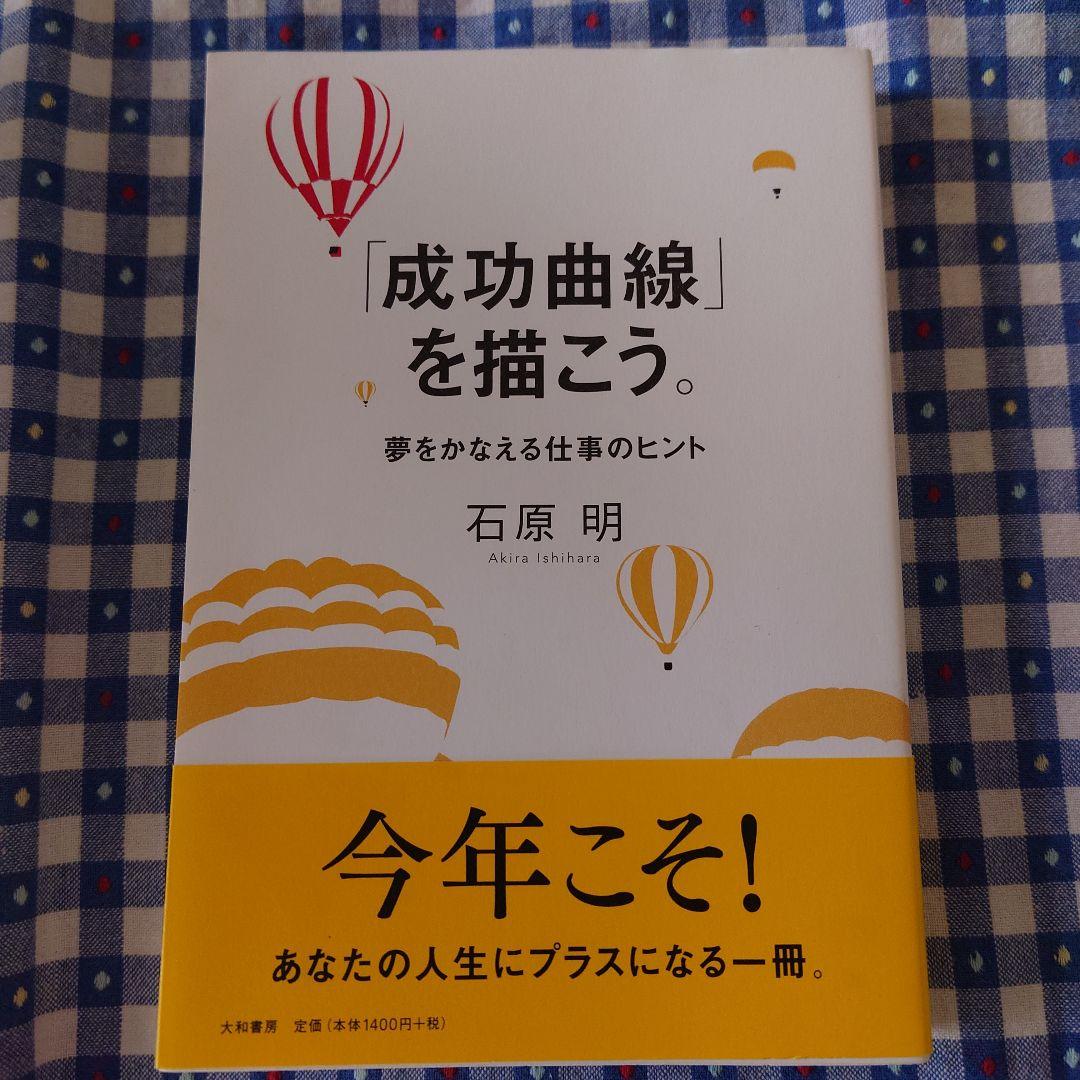 「成功曲線」
を描こう。
夢をかなえる仕事のヒント
石原 明
Akira Ishihara
今年こそ!
あなたの人生にプラスになる一冊。
大和書房 定価(本体1400円+税)